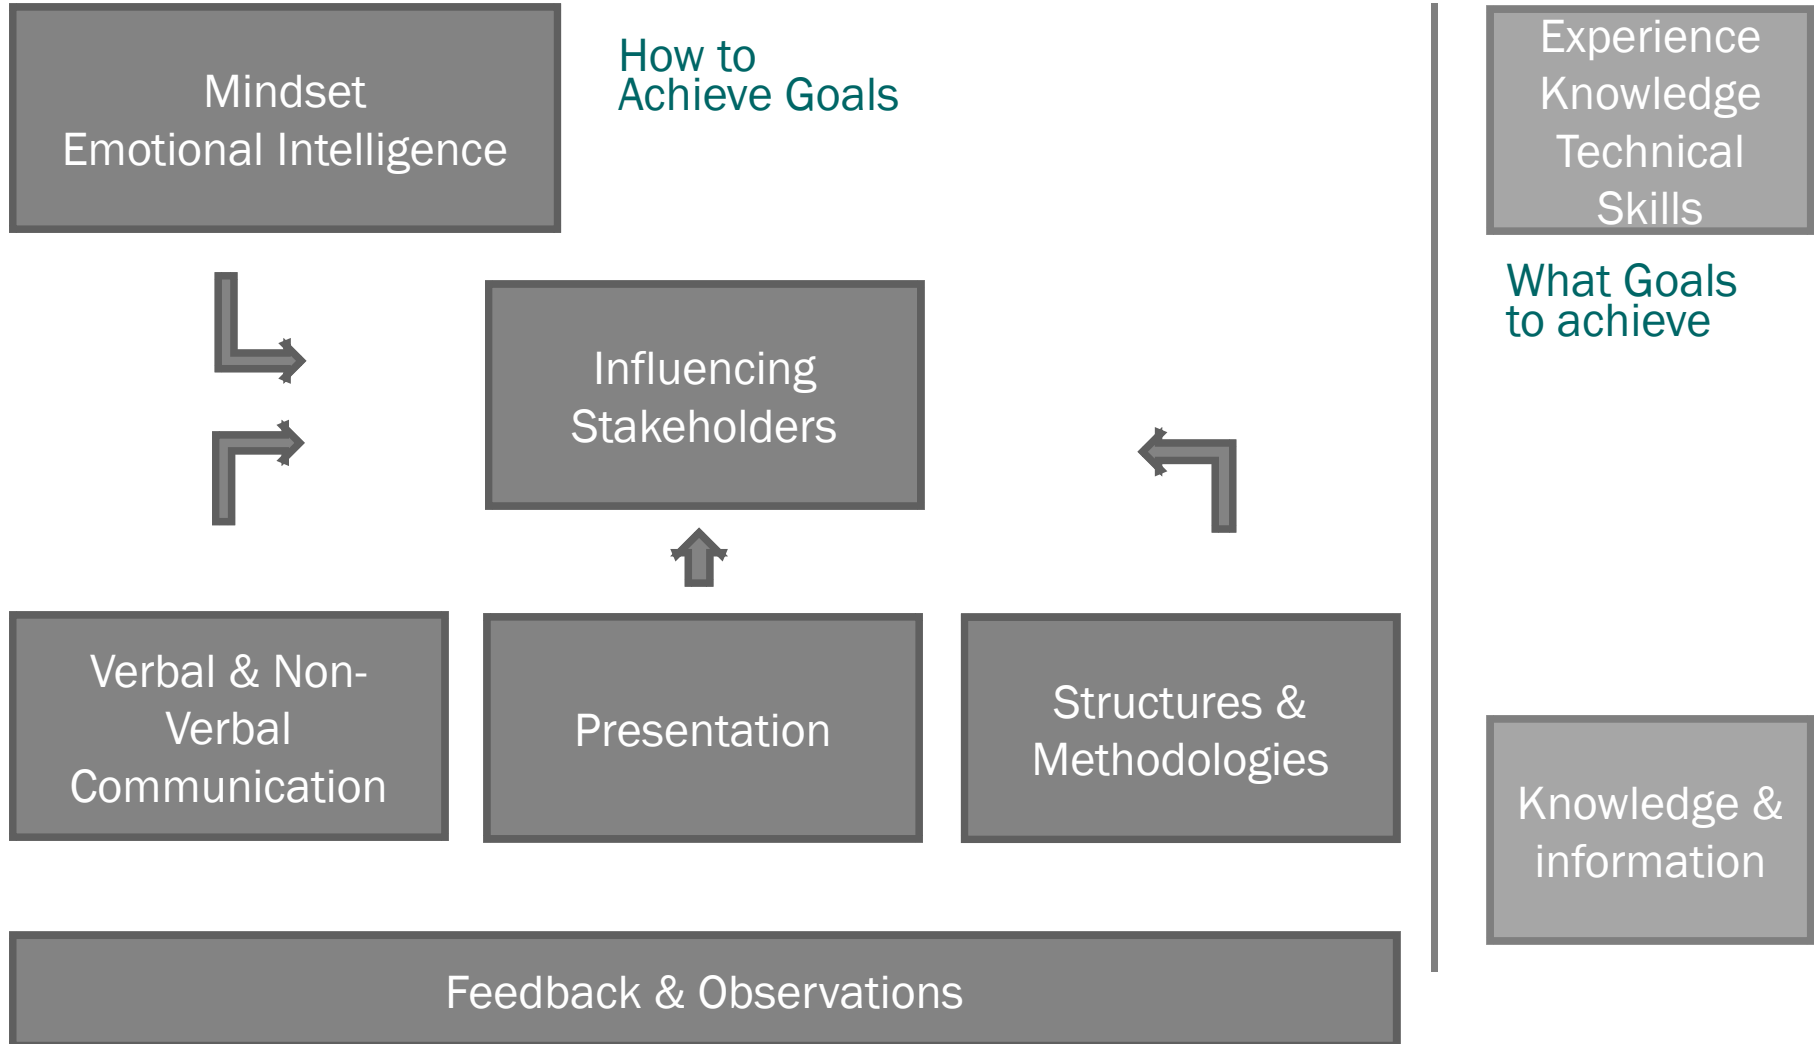 Mindset
Emotional Intelligence
How to
Achieve Goals
Experience
Knowledge
Technical
Skills
What Goals
to achieve
Influencing
Stakeholders
Verbal & Non-
Verbal
Communication
Presentation
Structures &
Methodologies
Knowledge &
information
Feedback & Observations